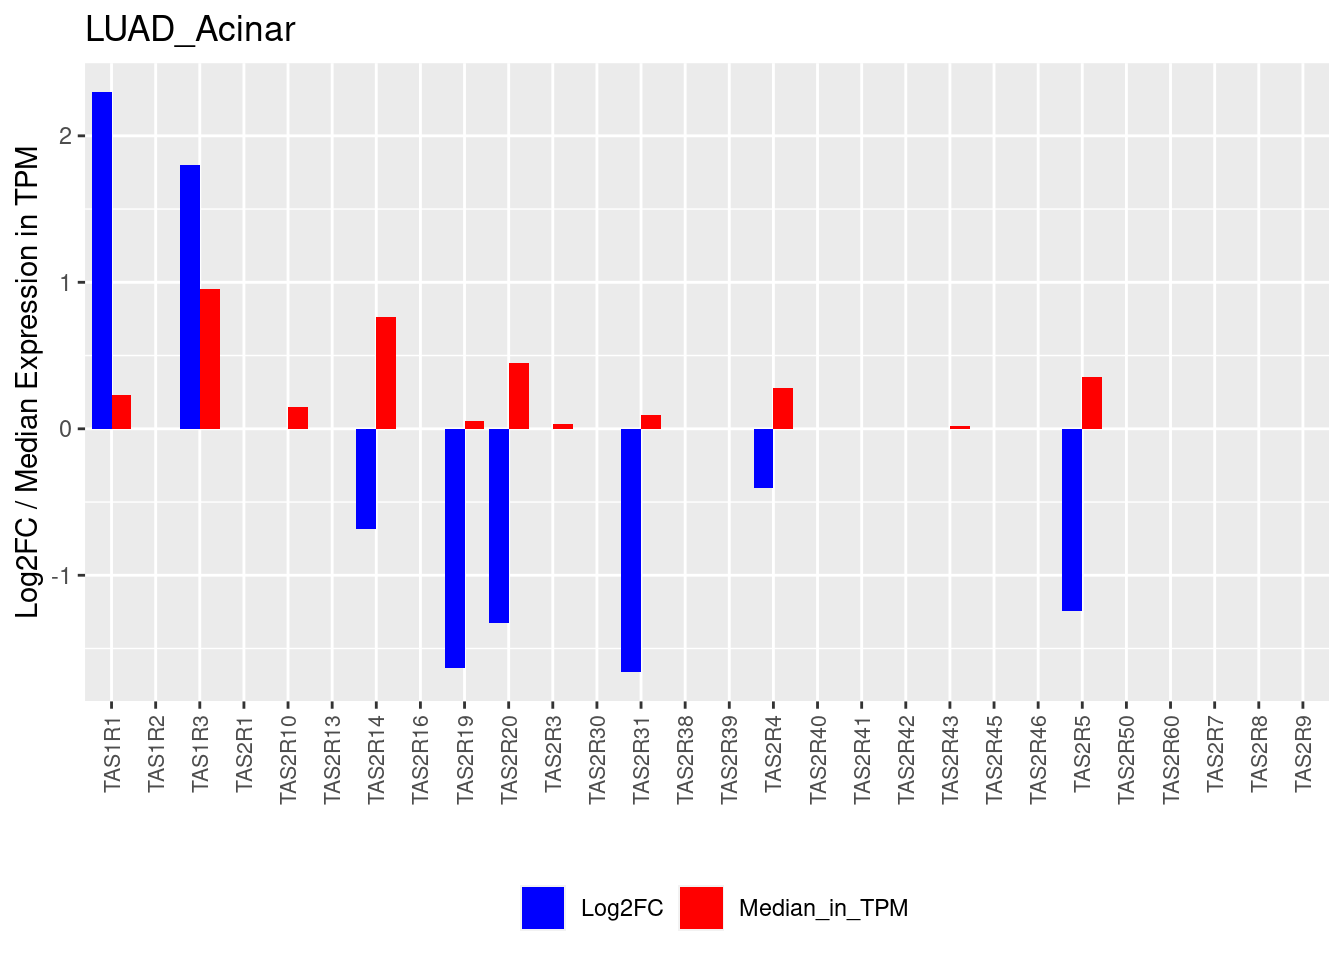 LUAD_Acinar
Log2FC / Median Expression in TPM
2
1
0
-1
TAS1R1
TAS1R2
TAS1R3
TAS2R1
TAS2R10
TAS2R13
TAS2R14
TAS2R16
TAS2R19
TAS2R20
TAS2R3
TAS2R30
TAS2R31
TAS2R38
TAS2R39
TAS2R4
TAS2R40
TAS2R41
TAS2R42
TAS2R43
TAS2R45
TAS2R46
TAS2R5
TAS2R50
TAS2R60
TAS2R7
TAS2R8
TAS2R9
Log2FC
Median_in_TPM